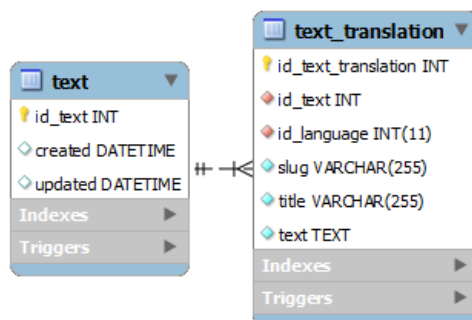 text
id_text INT
created DATETIME
updated DATETIME
Indexes
Triggers
text_translation
id_text_translation INT
id_text INT
id_language INT(11)
slug VARCHAR(255)
title VARCHAR(255)
text TEXT
Indexes
Triggers